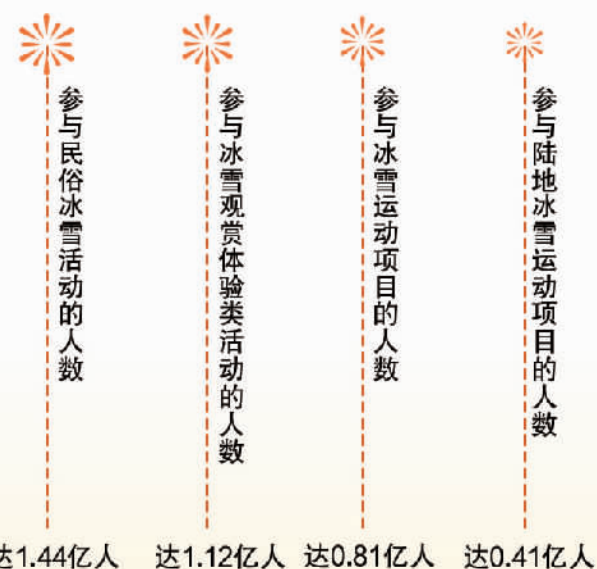 参与民俗冰雪活动的人数
达1.44亿人
参与冰雪观赏体验类活动的人数
达1.12亿人
参与冰雪运动项目的人数
达0.81亿人
参与陆地冰雪运动项目的人数
达0.41亿人